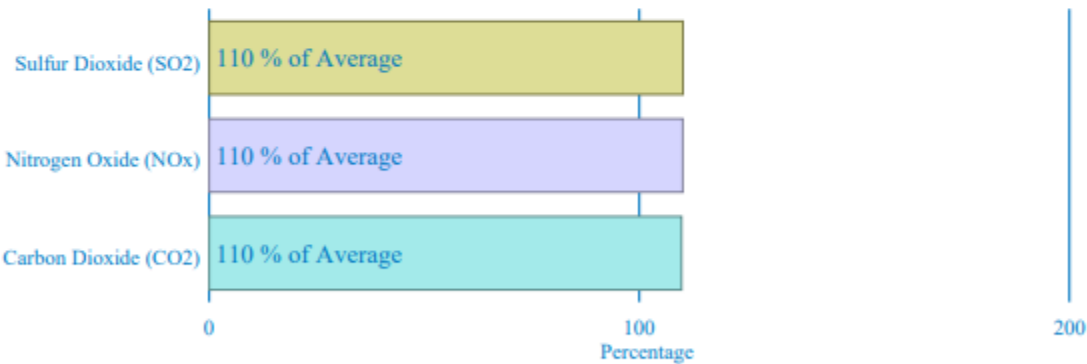 Sulfur Dioxide (SO2) 110 % of Average
Nitrogen Oxide (NOx) 110 % of Average
Carbon Dioxide (CO2) 110 % of Average
0 100 200
Percentage